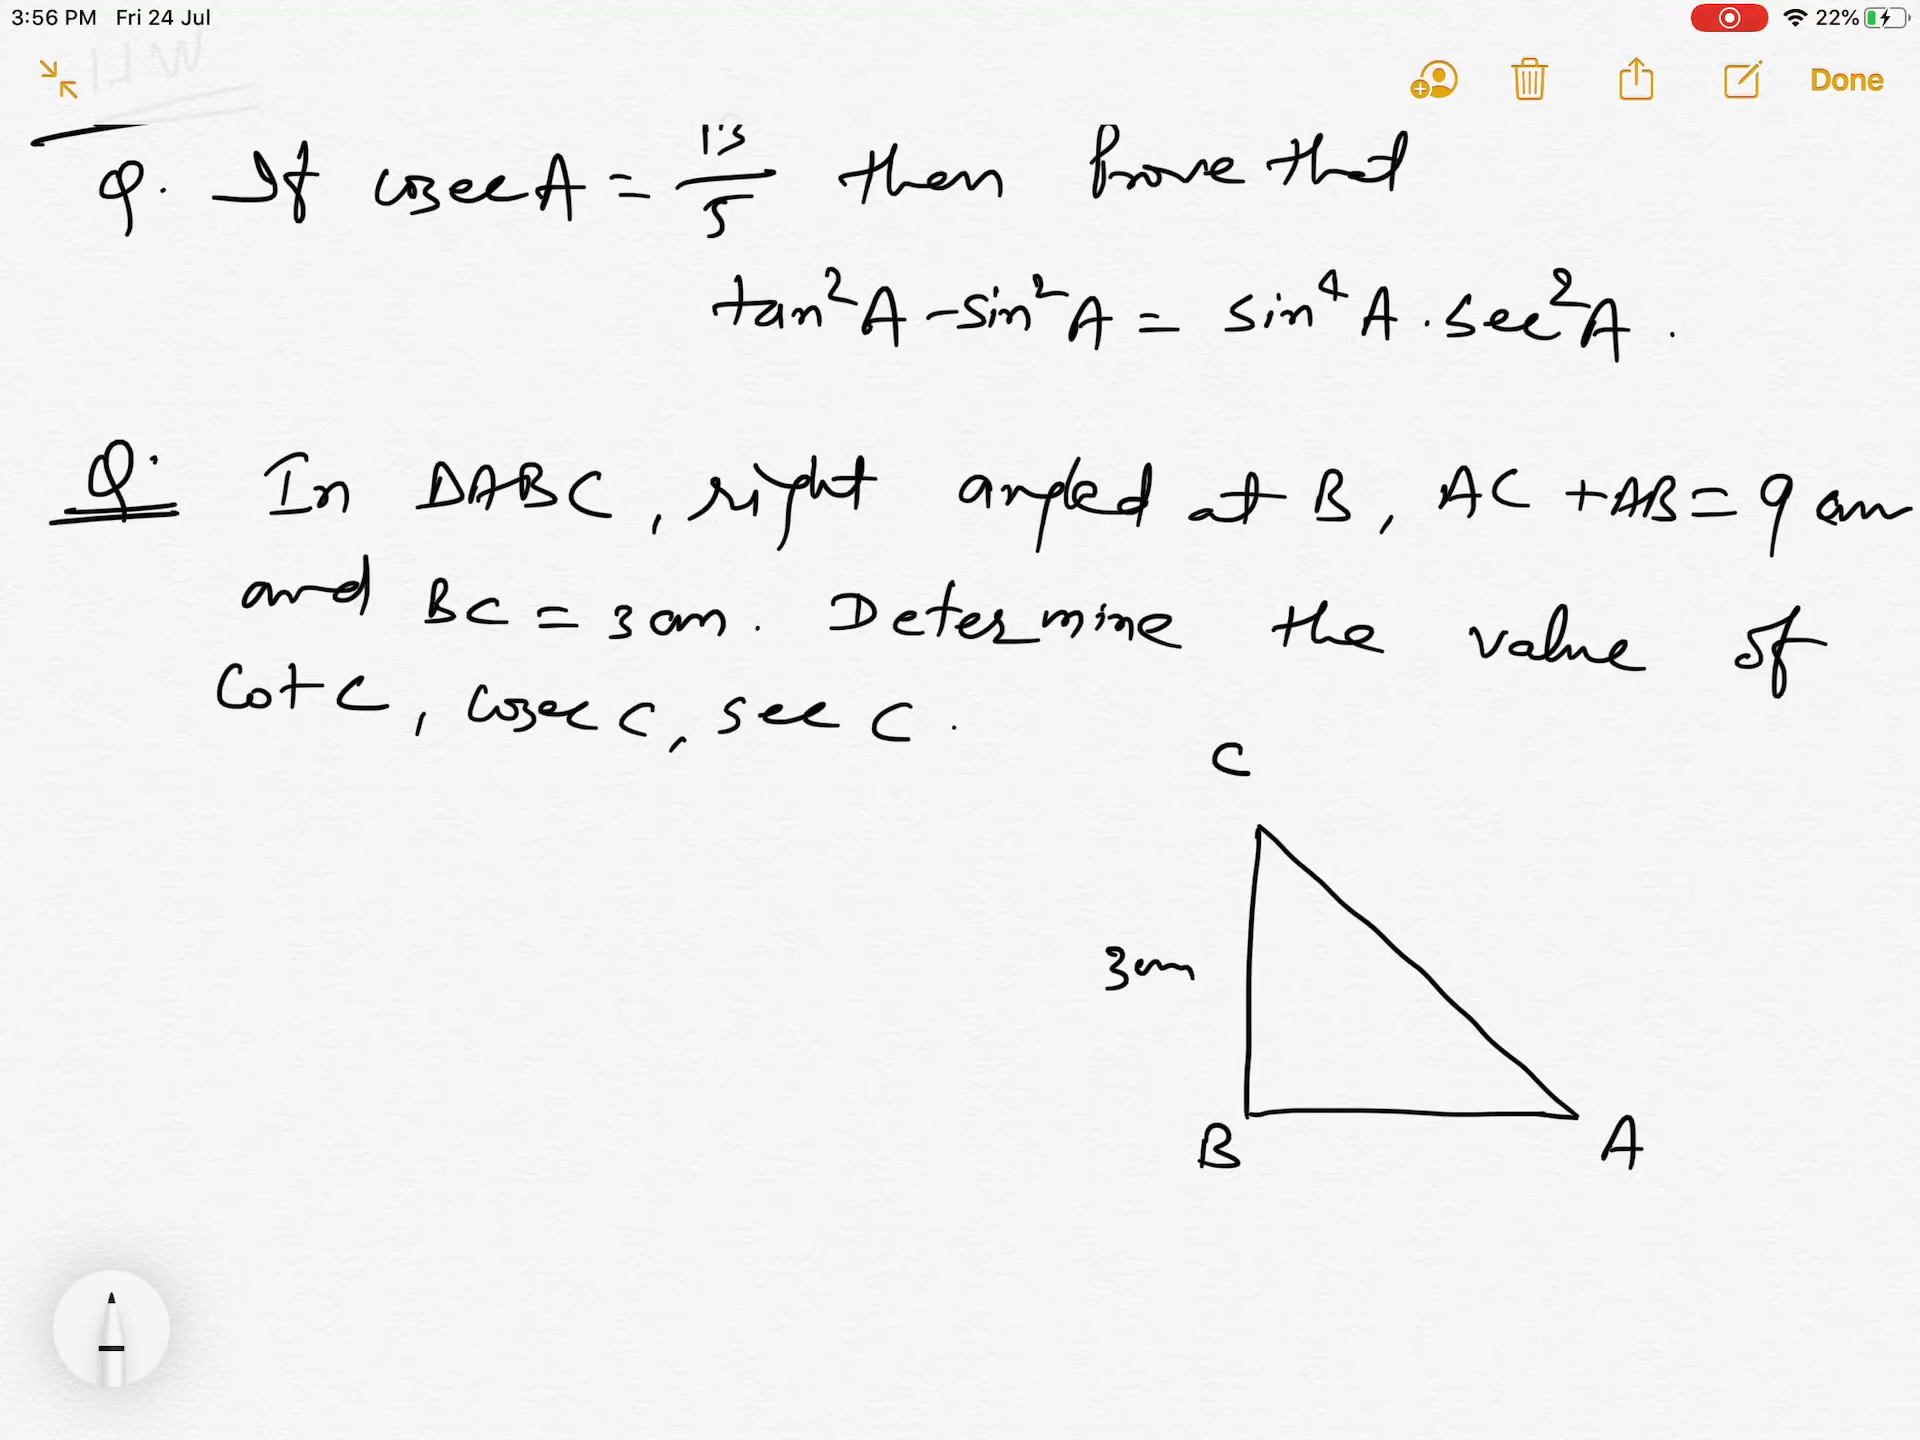 3:56 PM Fri 24 Jul
22%
Done
Q. If cosec A = 13/5 then prove that
tan²A - sin²A = sin⁴A . sec²A .
Q. In ΔABC, right angled at B, AC + AB = 9 cm
and BC = 3 cm. Determine the value of
Cot C, cosec C, sec C .
C
3 cm
B
A